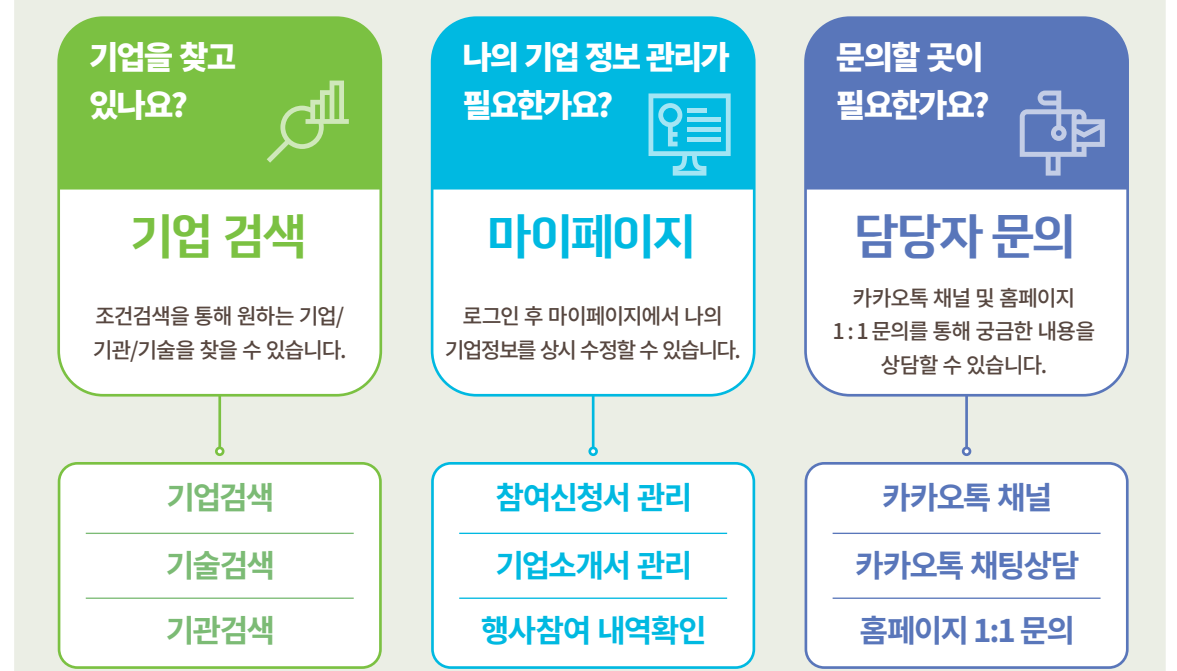 기업을 찾고
있나요?
기업 검색
조건검색을 통해 원하는 기업/
기관/기술을 찾을 수 있습니다.
기업검색
기술검색
기관검색
나의 기업 정보 관리가
필요한가요?
마이페이지
로그인 후 마이페이지에서 나의
기업정보를 상시 수정할 수 있습니다.
참여신청서 관리
기업소개서 관리
행사참여 내역확인
문의할 곳이
필요한가요?
담당자 문의
카카오톡 채널 및 홈페이지
1:1 문의를 통해 궁금한 내용을
상담할 수 있습니다.
카카오톡 채널
카카오톡 채팅상담
홈페이지 1:1 문의